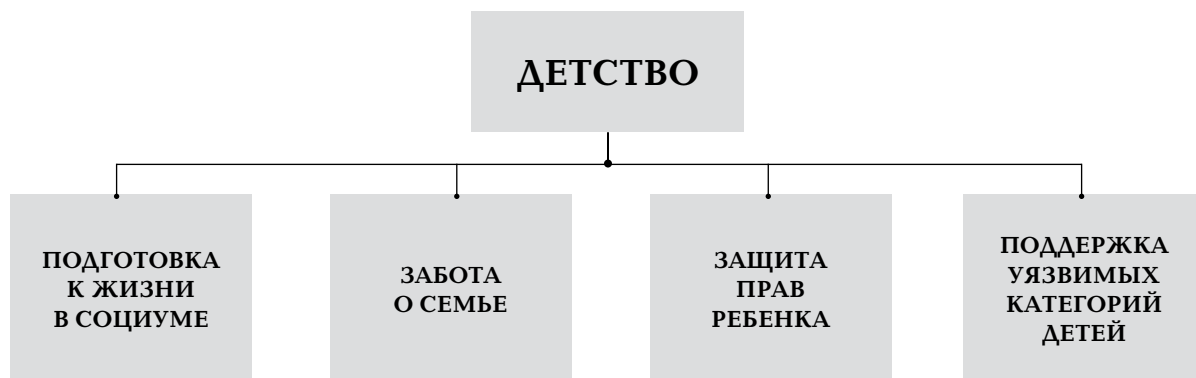 ДЕТСТВО
ПОДГОТОВКА
К ЖИЗНИ
В СОЦИУМЕ
ЗАБОТА
О СЕМЬЕ
ЗАЩИТА
ПРАВ
РЕБЕНКА
ПОДДЕРЖКА
УЯЗВИМЫХ
КАТЕГОРИЙ
ДЕТЕЙ